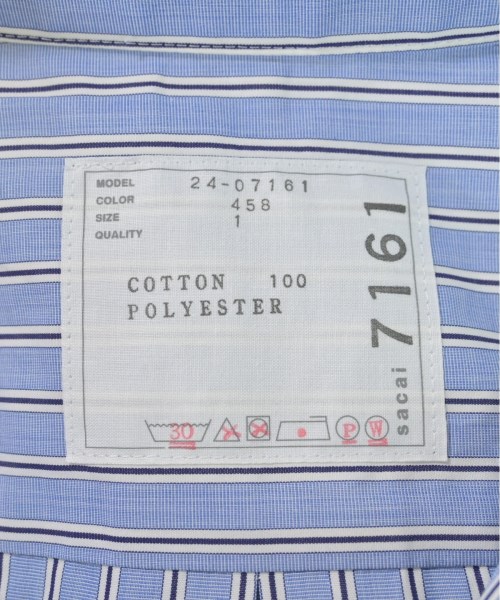 MODEL 24-07161
COLOR 458
SIZE 1
QUALITY
COTTON 100
POLYESTER
30
P
W
sacai 7161